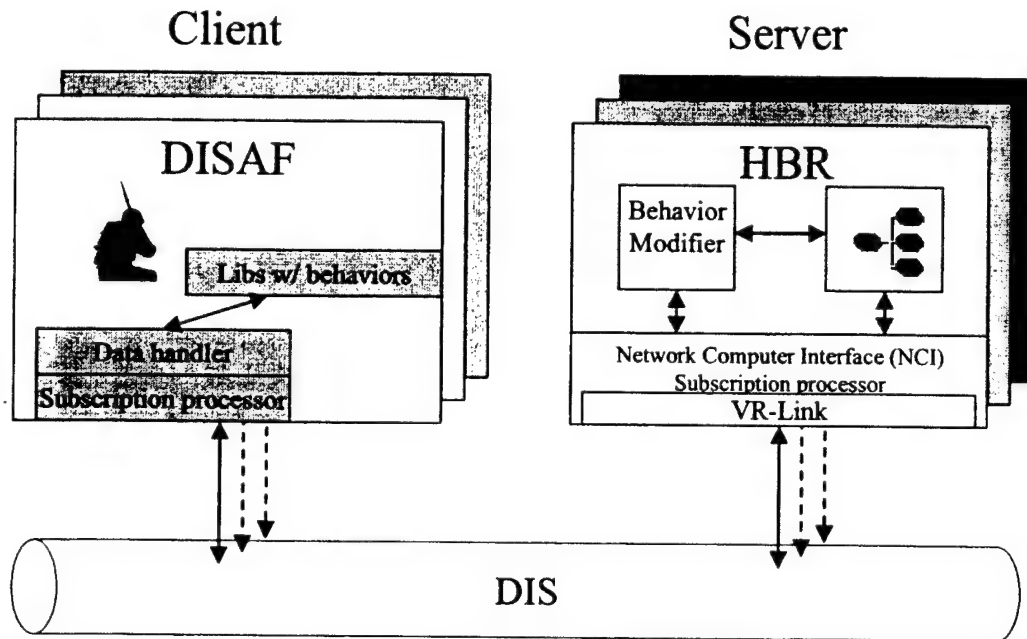 Client
Server
DISAF
HBR
Behavior
Modifier
Libs w/ behaviors
Data handler
Network Computer Interface (NCI)
Subscription processor
Subscription processor
VR-Link
DIS